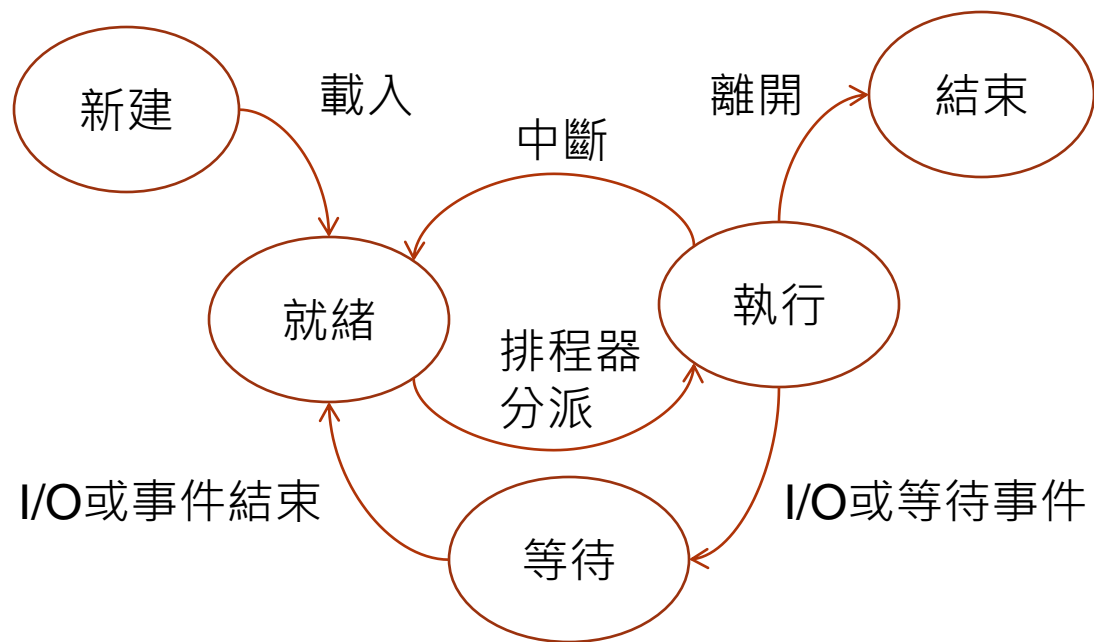 新建
載入
離開
結束
中斷
就緒
執行
排程器
分派
I/O或事件結束
I/O或等待事件
等待